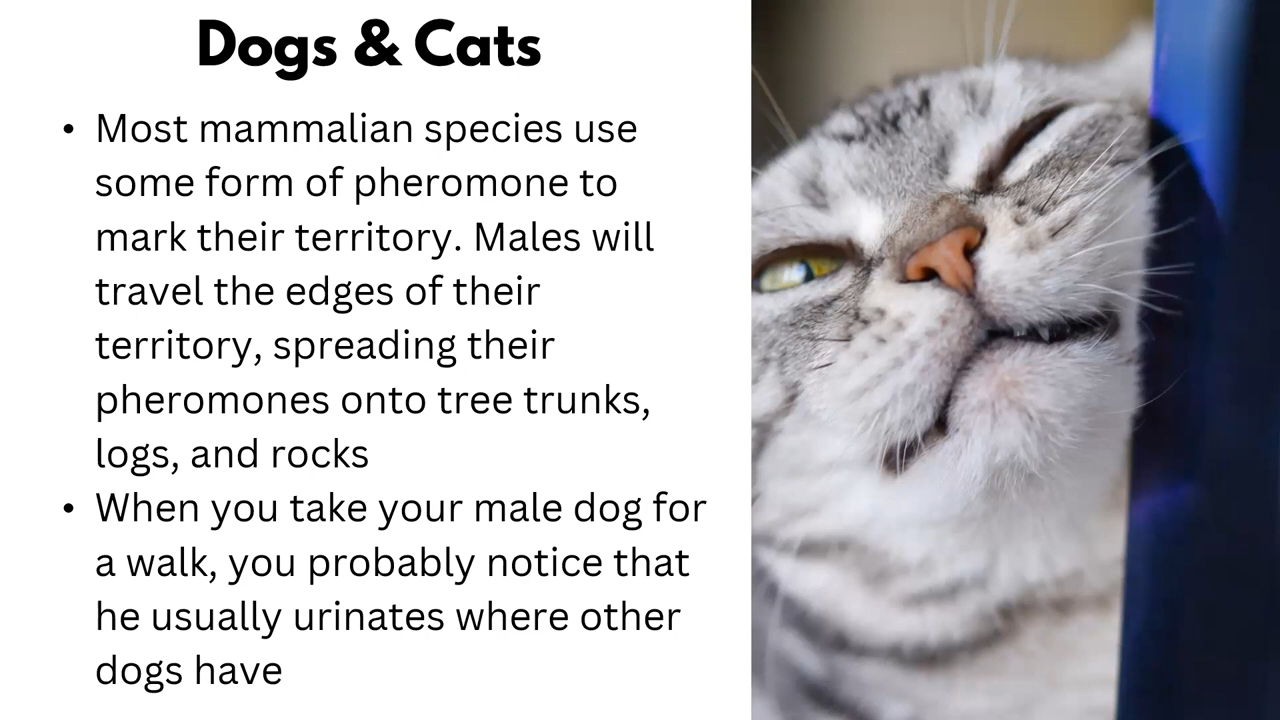 Dogs & Cats
• Most mammalian species use
some form of pheromone to
mark their territory. Males will
travel the edges of their
territory, spreading their
pheromones onto tree trunks,
logs, and rocks
• When you take your male dog for
a walk, you probably notice that
he usually urinates where other
dogs have